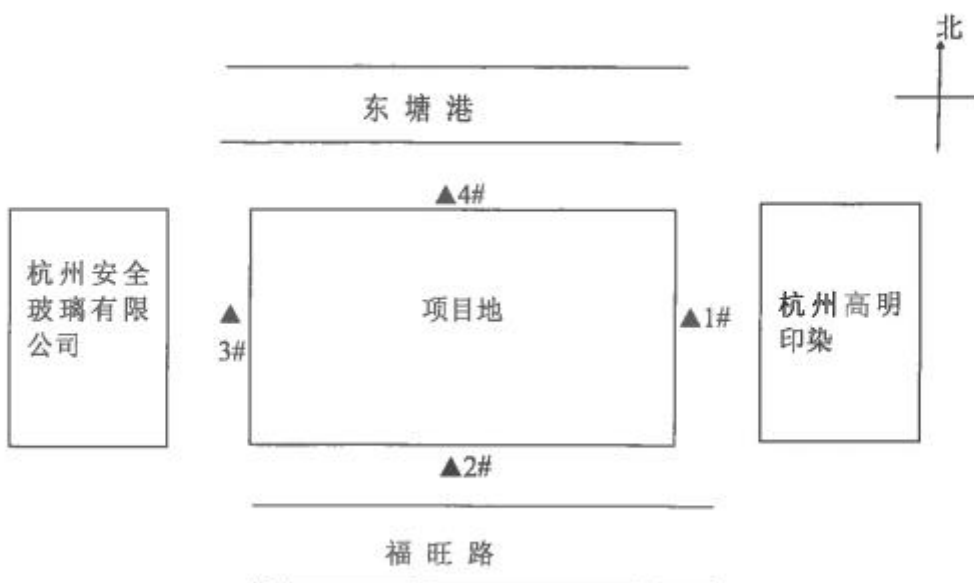 北
东塘港
▲4#
杭州安全
玻璃有限
公司
▲
3#
项目地
▲1#
杭州高明
印染
▲2#
福旺路